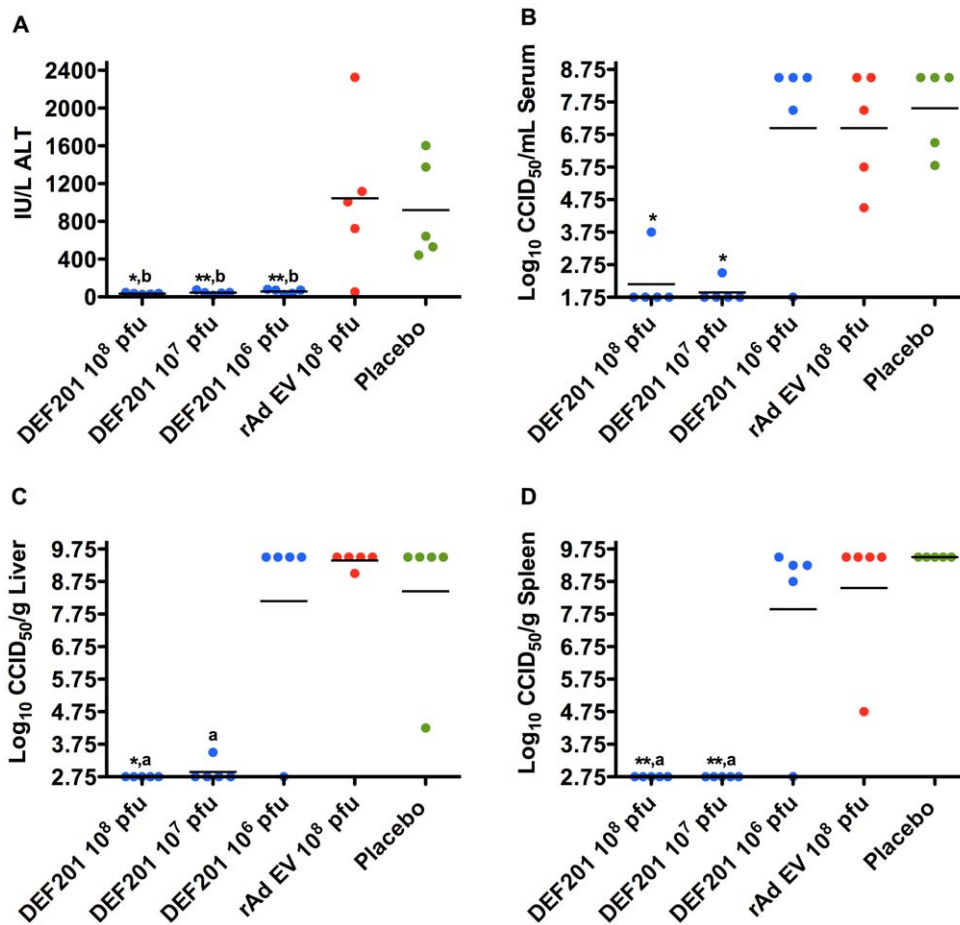 A
IU/L ALT
2400
2000
1600
1200
800
400
0
*,b
**,b
**,b
DEF201 10⁸ pfu
DEF201 10⁷ pfu
DEF201 10⁶ pfu
rAd EV 10⁸ pfu
Placebo
B
Log₁₀ CCID₅₀/mL Serum
8.75
7.75
6.75
5.75
4.75
3.75
2.75
1.75
*
*
DEF201 10⁸ pfu
DEF201 10⁷ pfu
DEF201 10⁶ pfu
rAd EV 10⁸ pfu
Placebo
C
Log₁₀ CCID₅₀/g Liver
9.75
8.75
7.75
6.75
5.75
4.75
3.75
2.75
*,a
a
DEF201 10⁸ pfu
DEF201 10⁷ pfu
DEF201 10⁶ pfu
rAd EV 10⁸ pfu
Placebo
D
Log₁₀ CCID₅₀/g Spleen
9.75
8.75
7.75
6.75
5.75
4.75
3.75
2.75
**,a
**,a
DEF201 10⁸ pfu
DEF201 10⁷ pfu
DEF201 10⁶ pfu
rAd EV 10⁸ pfu
Placebo